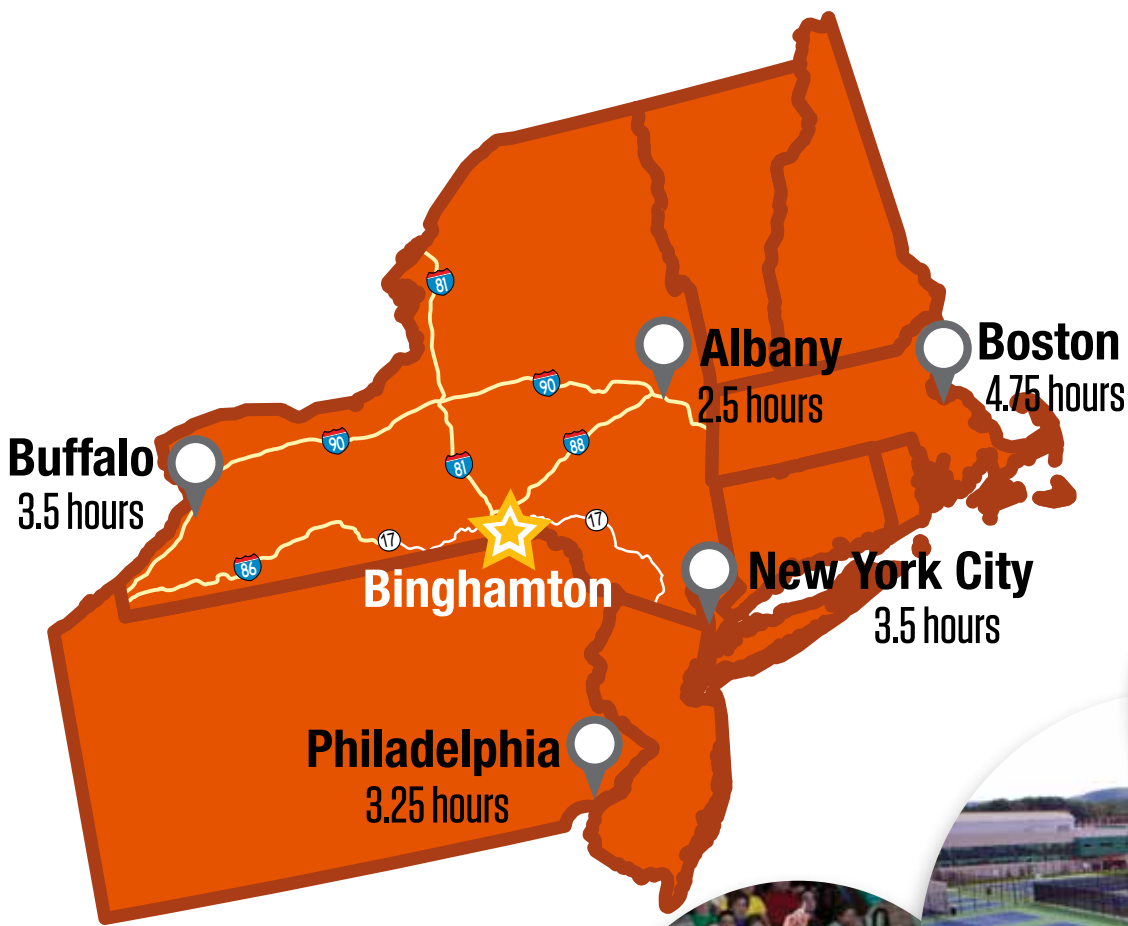 81
Albany
2.5 hours
Boston
4.75 hours
90
90
88
81
Buffalo
3.5 hours
17
17
86
Binghamton
New York City
3.5 hours
Philadelphia
3.25 hours